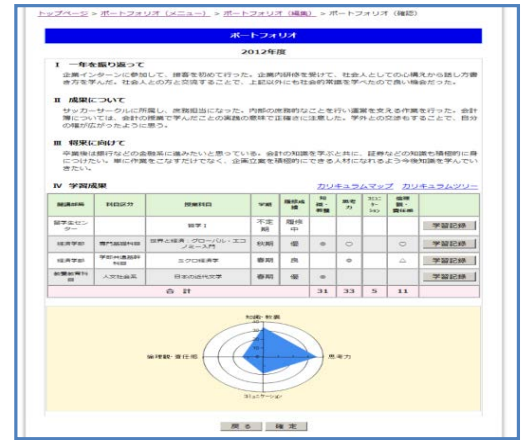 トップページ > ポートフォリオ (メニュー) > ポートフォリオ (編集) > ポートフォリオ (確認)
ポートフォリオ
2012年度
Ⅰ 一年を振り返って
企業インターンに参加して、接客を初めて行った。企業内研修を受けて、社会人としての心構えから話し方書
き方を学んだ。社会人との方と交流することで、上記以外にも社会的常識を学べたので良い機会だった。
Ⅱ 成果について
サッカーサークルに所属し、庶務担当になった。内部の庶務的なことを行い運営を支える作業を行った。会計
簿については、会計の授業で学んだことの実践の意味で正確さに注意した。学外との交渉もすることで、自分
の幅が広がったように思う。
Ⅲ 将来に向けて
卒業後は銀行などの金融系に進みたいと思っている。会計の知識を学ぶと共に、証券などの知識も積極的に身
につけたい。単に作業をこなすだけでなく、企画立案を積極的にできる人材になれるよう今後知識を学んでい
きたい。
Ⅳ 学習成果 カリキュラムマップ カリキュラムツリー
開講部局 科目区分 授業科目 学期 履修成績 知識・教養 思考力 コミュニケーション 倫理観・責任感
留学生センター 留学Ⅰ 不定期 履修中 学習記録
経済学部 専門基礎科目 世界と経済・グローバル・エコノミー入門 秋期 優 ◎ ○ ○ 学習記録
経済学部 学部共通基幹科目 ミクロ経済学 春期 良 ◎ △ 学習記録
教養教育科目 人文社会系 日本の近代文学 春期 優 ◎ 学習記録
合 計 31 33 5 11
知識・教養
思考力
コミュニケーション
倫理観・責任感
戻 る 確 定